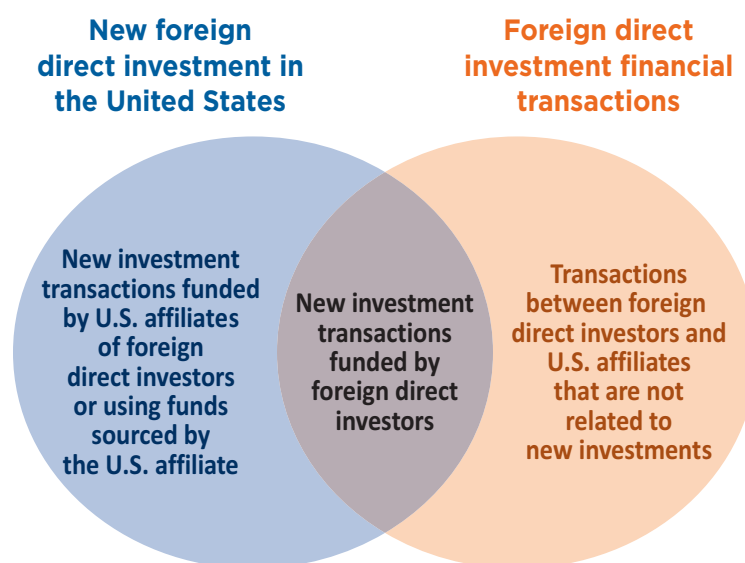 New foreign
direct investment in
the United States
Foreign direct
investment financial
transactions
New investment
transactions funded
by U.S. affiliates
of foreign
direct investors
or using funds
sourced by
the U.S. affiliate
New investment
transactions
funded by
foreign direct
investors
Transactions
between foreign
direct investors and
U.S. affiliates
that are not
related to
new investments